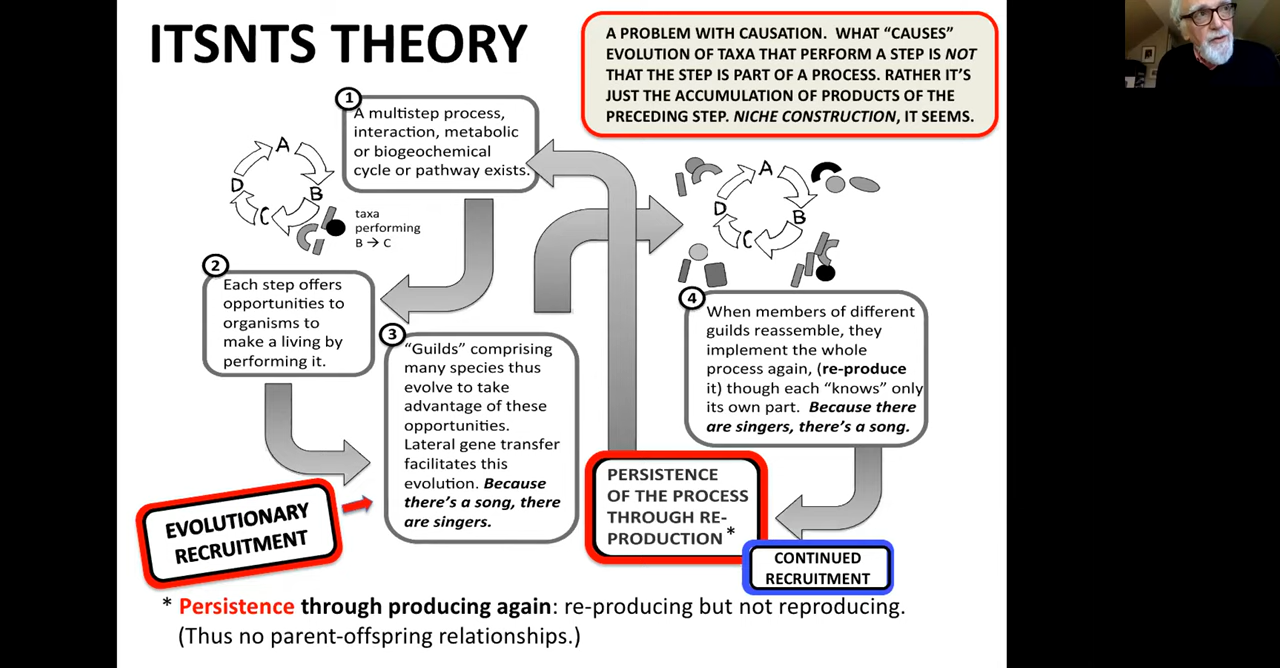 ITSNTS THEORY
A PROBLEM WITH CAUSATION. WHAT “CAUSES”
EVOLUTION OF TAXA THAT PERFORM A STEP IS NOT
THAT THE STEP IS PART OF A PROCESS. RATHER IT’S
JUST THE ACCUMULATION OF PRODUCTS OF THE
PRECEDING STEP. NICHE CONSTRUCTION, IT SEEMS.
1
A multistep process,
interaction, metabolic
or biogeochemical
cycle or pathway exists.
A
B
C
D
taxa
performing
B → C
2
Each step offers
opportunities to
organisms to
make a living by
performing it.
3
“Guilds” comprising
many species thus
evolve to take
advantage of these
opportunities.
Lateral gene transfer
facilitates this
evolution. Because
there’s a song, there
are singers.
EVOLUTIONARY
RECRUITMENT
A
B
C
D
4
When members of different
guilds reassemble, they
implement the whole
process again, (re-produce
it) though each “knows” only
its own part. Because there
are singers, there’s a song.
PERSISTENCE
OF THE PROCESS
THROUGH RE-
PRODUCTION *
CONTINUED
RECRUITMENT
* Persistence through producing again: re-producing but not reproducing.
(Thus no parent-offspring relationships.)